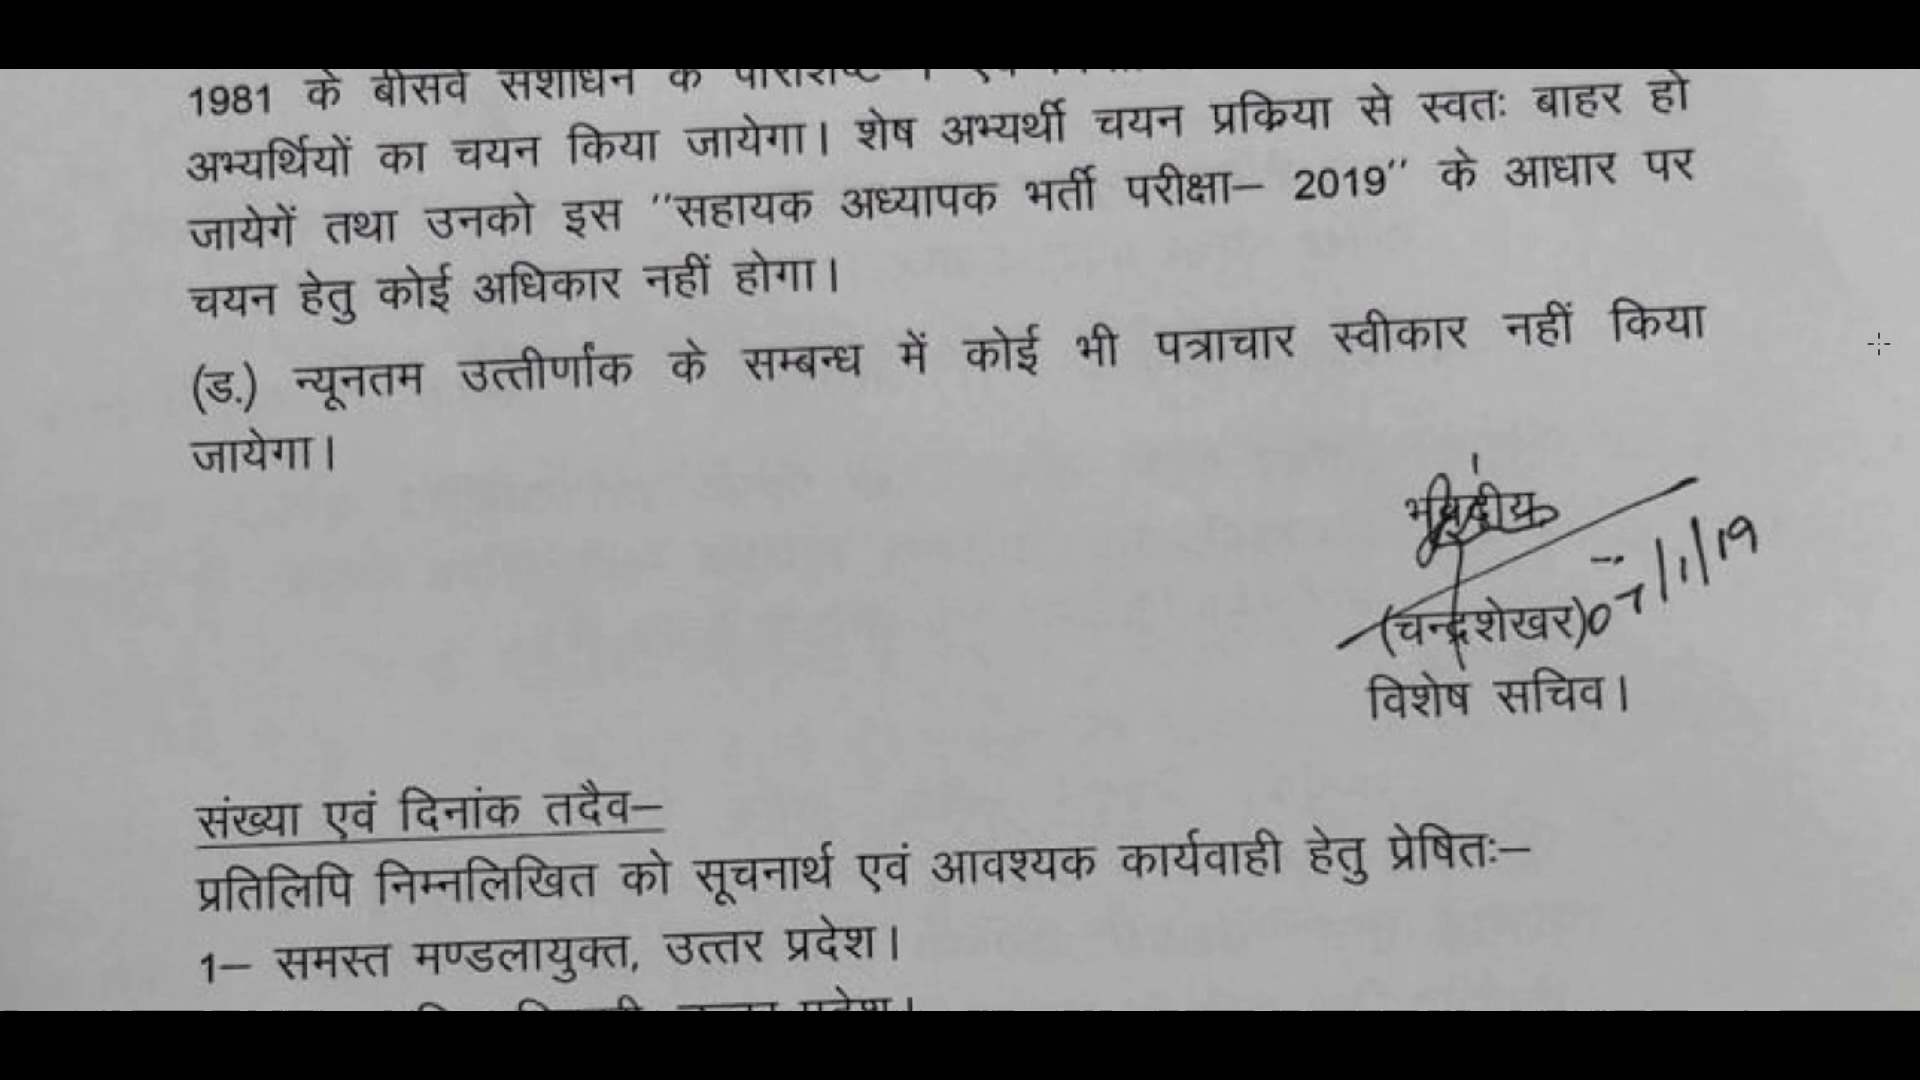 1981 के बीसवें संशोधन के
अभ्यर्थियों का चयन किया जायेगा। शेष अभ्यर्थी चयन प्रक्रिया से स्वतः बाहर हो
जायेगें तथा उनको इस "सहायक अध्यापक भर्ती परीक्षा– 2019" के आधार पर
चयन हेतु कोई अधिकार नहीं होगा।
(ड.) न्यूनतम उत्तीर्णांक के सम्बन्ध में कोई भी पत्राचार स्वीकार नहीं किया
जायेगा।
भवदीय
(चन्द्रशेखर) 07/1/19
विशेष सचिव।
संख्या एवं दिनांक तदैव–
प्रतिलिपि निम्नलिखित को सूचनार्थ एवं आवश्यक कार्यवाही हेतु प्रेषितः–
1– समस्त मण्डलायुक्त, उत्तर प्रदेश।